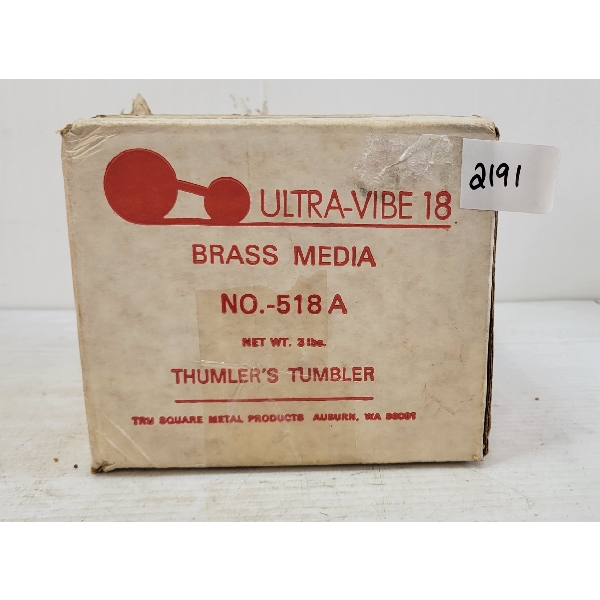 2191
ULTRA-VIBE 18
BRASS MEDIA
NO.-518 A
NET WT. 3 lbs.
THUMLER'S TUMBLER
TRU SQUARE METAL PRODUCTS AUBURN, WA